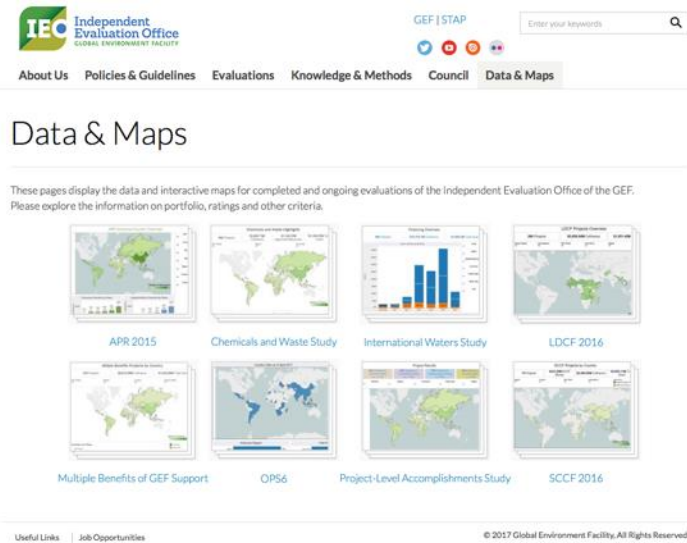 IEO Independent
Evaluation Office
GLOBAL ENVIRONMENT FACILITY
GEF | STAP
Enter your keywords
About Us Policies & Guidelines Evaluations Knowledge & Methods Council Data & Maps
Data & Maps
These pages display the data and interactive maps for completed and ongoing evaluations of the Independent Evaluation Office of the GEF.
Please explore the information on portfolio, ratings and other criteria.
APR 2015 Chemicals and Waste Study International Waters Study LDCF 2016
Multiple Benefits of GEF Support OPS6 Project-Level Accomplishments Study SCCF 2016
Useful Links | Job Opportunities
© 2017 Global Environment Facility, All Rights Reserved